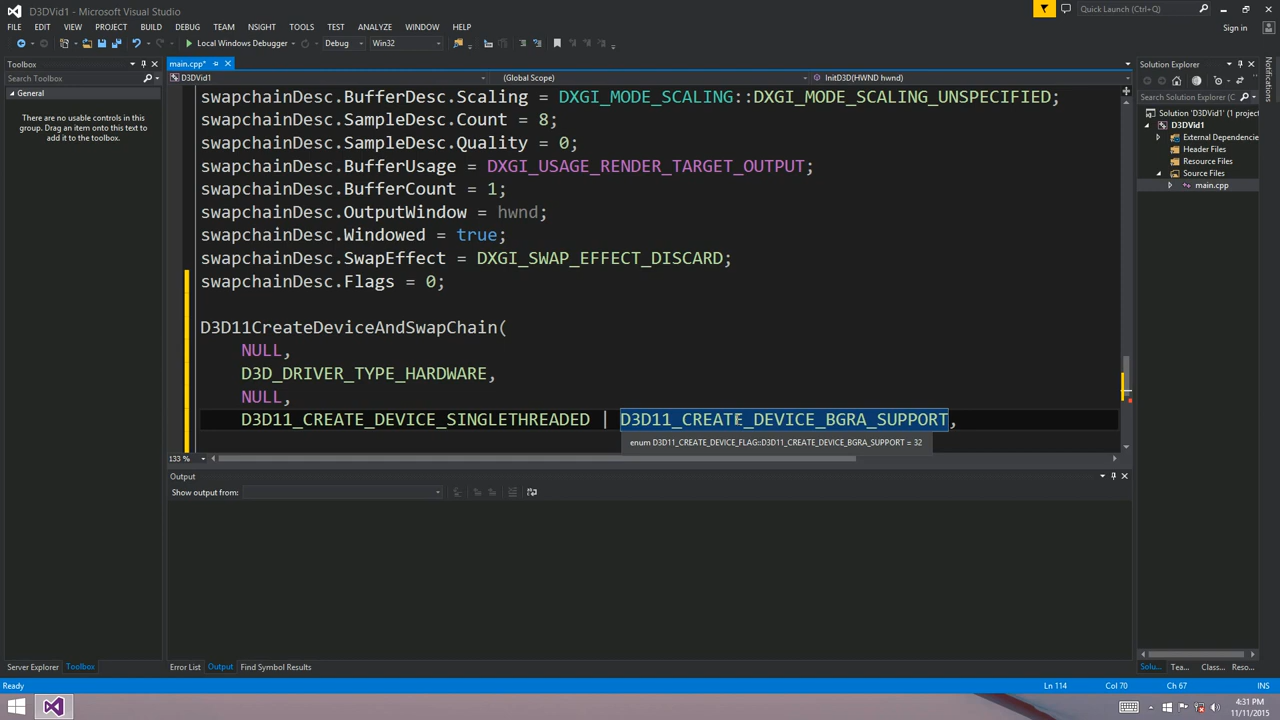 D3DVid1 - Microsoft Visual Studio
Quick Launch (Ctrl+Q)
FILE EDIT VIEW PROJECT BUILD DEBUG TEAM NSIGHT TOOLS TEST ANALYZE WINDOW HELP
Sign in
Local Windows Debugger Debug Win32
Toolbox
Search Toolbox
General
There are no usable controls in this
group. Drag an item onto this text to
add it to the toolbox.
main.cpp*
D3DVid1 (Global Scope) InitD3D(HWND hwnd)
swapchainDesc.BufferDesc.Scaling = DXGI_MODE_SCALING::DXGI_MODE_SCALING_UNSPECIFIED;
swapchainDesc.SampleDesc.Count = 8;
swapchainDesc.SampleDesc.Quality = 0;
swapchainDesc.BufferUsage = DXGI_USAGE_RENDER_TARGET_OUTPUT;
swapchainDesc.BufferCount = 1;
swapchainDesc.OutputWindow = hwnd;
swapchainDesc.Windowed = true;
swapchainDesc.SwapEffect = DXGI_SWAP_EFFECT_DISCARD;
swapchainDesc.Flags = 0;
D3D11CreateDeviceAndSwapChain(
NULL,
D3D_DRIVER_TYPE_HARDWARE,
NULL,
D3D11_CREATE_DEVICE_SINGLETHREADED | D3D11_CREATE_DEVICE_BGRA_SUPPORT,
enum D3D11_CREATE_DEVICE_FLAG::D3D11_CREATE_DEVICE_BGRA_SUPPORT = 32
133 %
Output
Show output from:
Solution Explorer
Search Solution Explorer (C
Solution 'D3DVid1' (1 projec
D3DVid1
External Dependencie
Header Files
Resource Files
Source Files
main.cpp
Notifications
Solu... Tea... Class... Reso...
Server Explorer Toolbox
Error List Output Find Symbol Results
Ready Ln 114 Col 70 Ch 67 INS
4:31 PM
11/11/2015